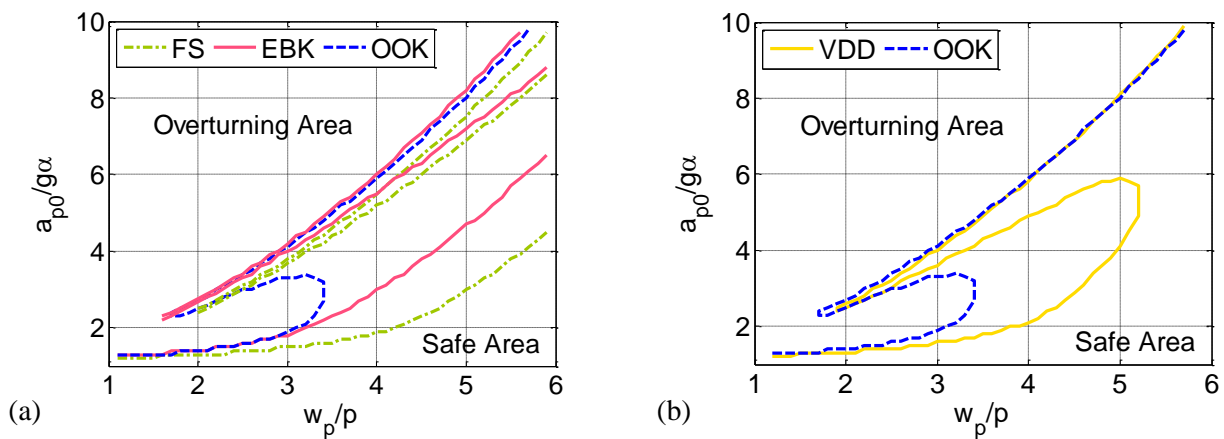 10
8
6
4
2
1 2 3 4 5 6
a_p0/gα
w_p/p
FS EBK OOK
Overturning Area
Safe Area
(a)
10
8
6
4
2
1 2 3 4 5 6
a_p0/gα
w_p/p
VDD OOK
Overturning Area
Safe Area
(b)